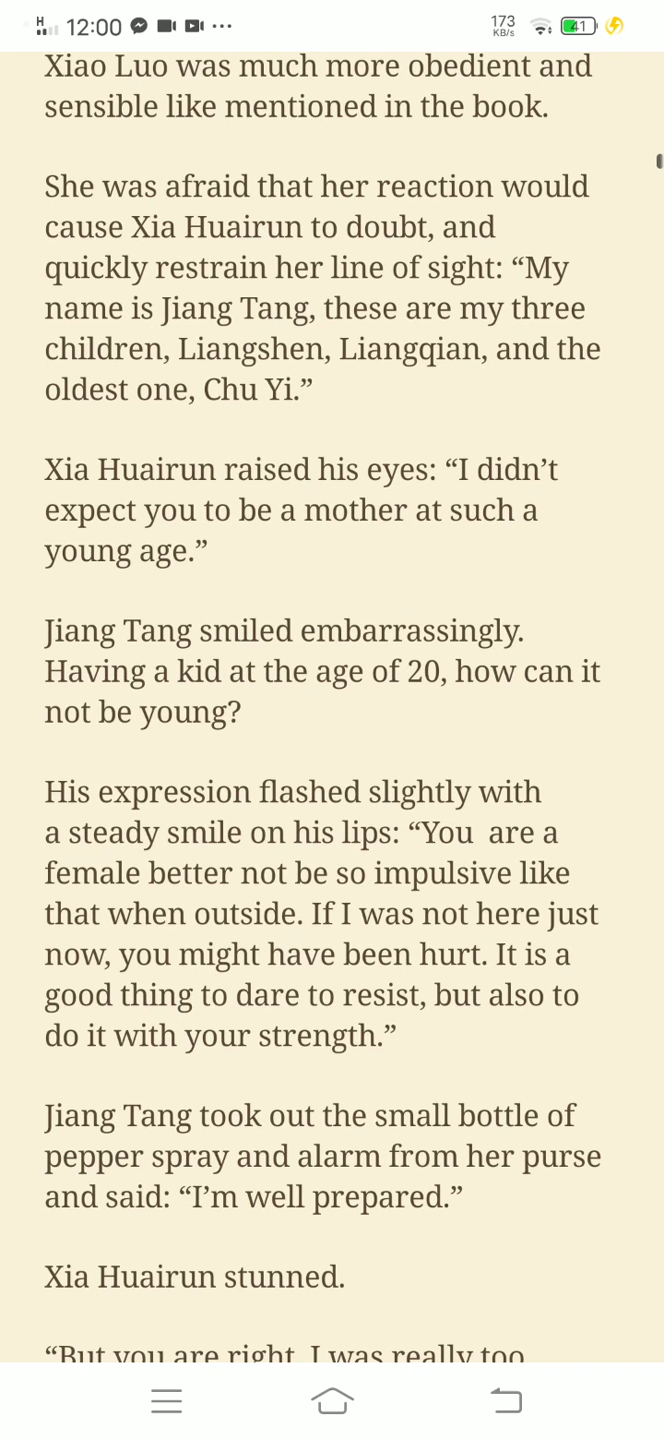 H
12:00
173
KB/s
41
Xiao Luo was much more obedient and
sensible like mentioned in the book.
She was afraid that her reaction would
cause Xia Huairun to doubt, and
quickly restrain her line of sight: “My
name is Jiang Tang, these are my three
children, Liangshen, Liangqian, and the
oldest one, Chu Yi.”
Xia Huairun raised his eyes: “I didn’t
expect you to be a mother at such a
young age.”
Jiang Tang smiled embarrassingly.
Having a kid at the age of 20, how can it
not be young?
His expression flashed slightly with
a steady smile on his lips: “You  are a
female better not be so impulsive like
that when outside. If I was not here just
now, you might have been hurt. It is a
good thing to dare to resist, but also to
do it with your strength.”
Jiang Tang took out the small bottle of
pepper spray and alarm from her purse
and said: “I’m well prepared.”
Xia Huairun stunned.
“But you are right, I was really too